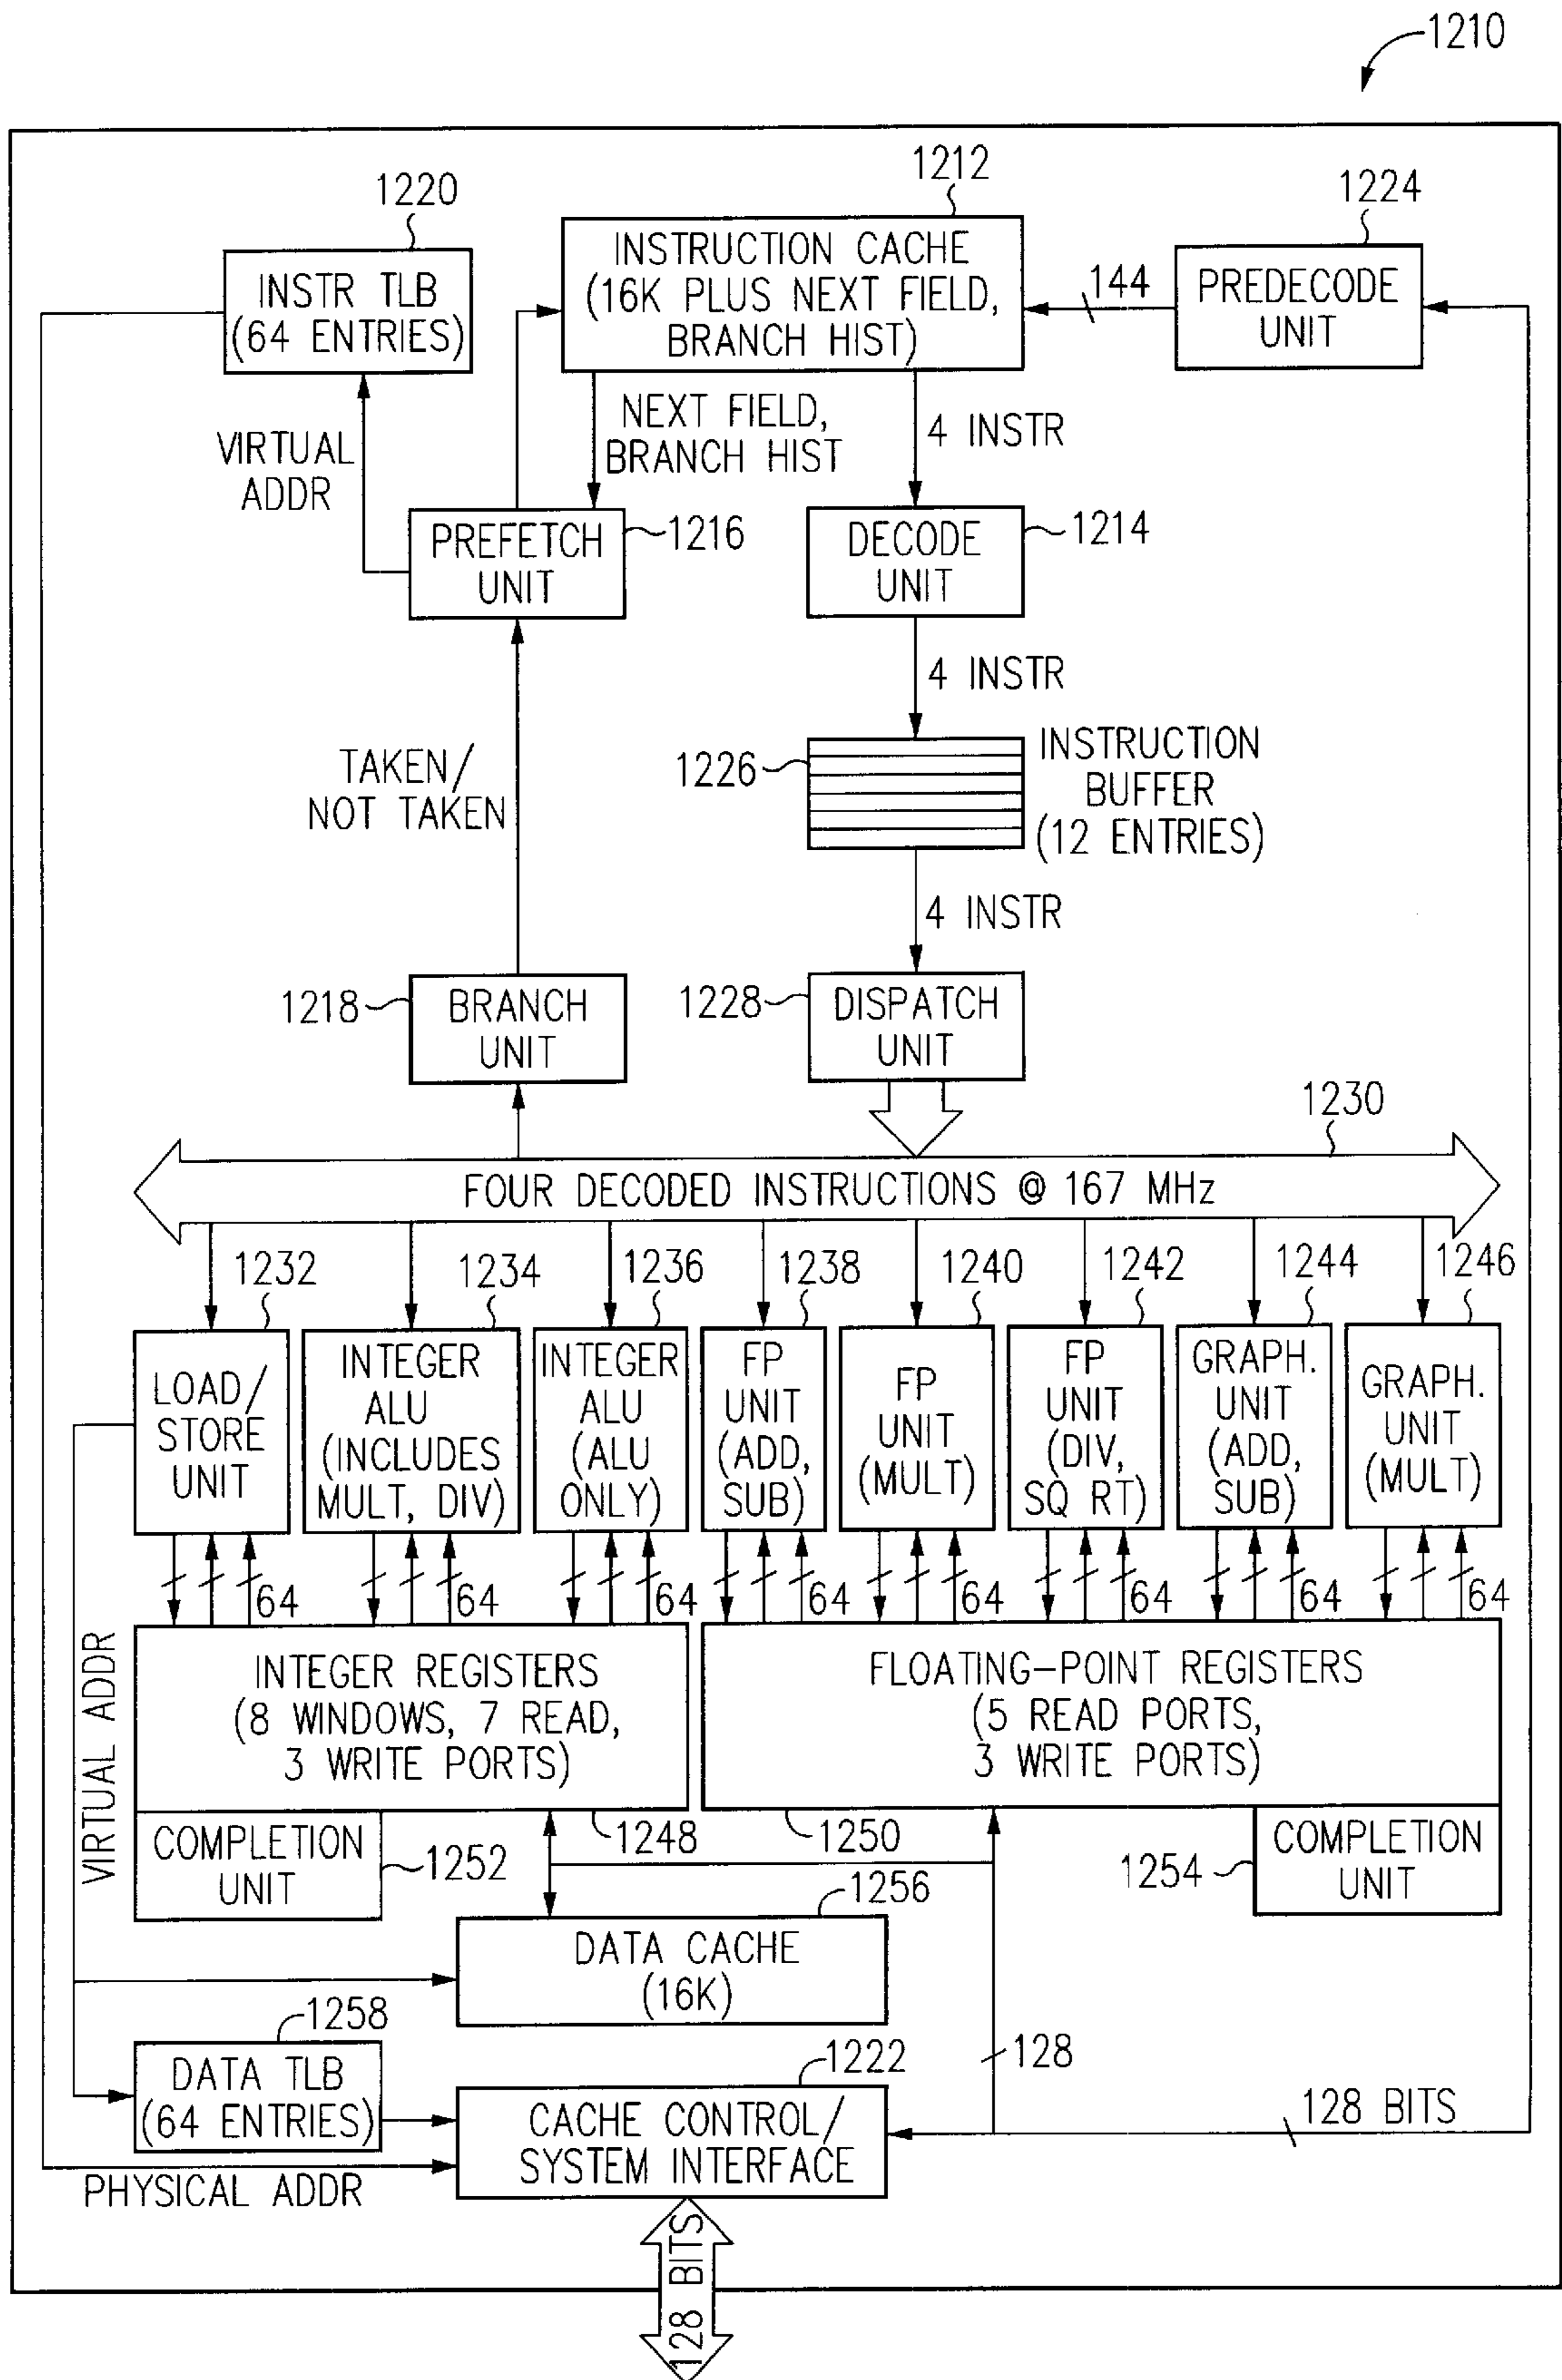 1210
1220
INSTR TLB
(64 ENTRIES)
1212
INSTRUCTION CACHE
(16K PLUS NEXT FIELD,
BRANCH HIST)
1224
PREDECODE
UNIT
144
VIRTUAL
ADDR
NEXT FIELD,
BRANCH HIST
4 INSTR
PREFETCH
UNIT
1216
DECODE
UNIT
1214
4 INSTR
TAKEN/
NOT TAKEN
1226
INSTRUCTION
BUFFER
(12 ENTRIES)
4 INSTR
1218
BRANCH
UNIT
1228
DISPATCH
UNIT
1230
FOUR DECODED INSTRUCTIONS @ 167 MHz
1232
1234
1236
1238
1240
1242
1244
1246
LOAD/
STORE
UNIT
INTEGER
ALU
(INCLUDES
MULT, DIV)
INTEGER
ALU
(ALU
ONLY)
FP
UNIT
(ADD,
SUB)
FP
UNIT
(MULT)
FP
UNIT
(DIV,
SQ RT)
GRAPH.
UNIT
(ADD,
SUB)
GRAPH.
UNIT
(MULT)
64
64
64
64
64
64
64
64
VIRTUAL ADDR
INTEGER REGISTERS
(8 WINDOWS, 7 READ,
3 WRITE PORTS)
FLOATING-POINT REGISTERS
(5 READ PORTS,
3 WRITE PORTS)
COMPLETION
UNIT
1252
1248
1250
1254
COMPLETION
UNIT
1256
DATA CACHE
(16K)
1258
DATA TLB
(64 ENTRIES)
1222
CACHE CONTROL/
SYSTEM INTERFACE
128
128 BITS
PHYSICAL ADDR
128 BITS